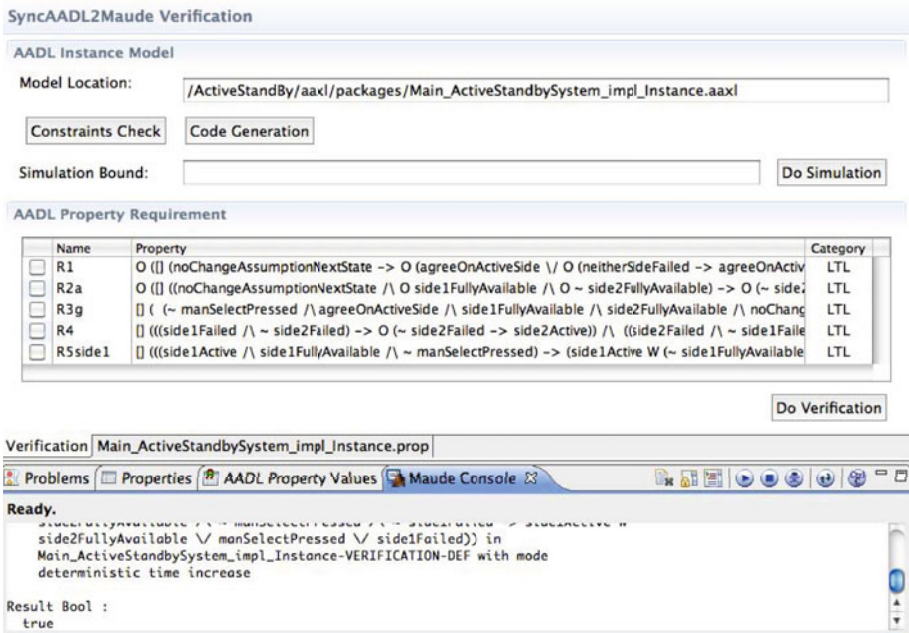 SyncAADL2Maude Verification
AADL Instance Model
Model Location: /ActiveStandBy/aaxl/packages/Main_ActiveStandbySystem_impl_Instance.aaxl
Constraints Check Code Generation
Simulation Bound: Do Simulation
AADL Property Requirement
Name Property Category
R1 O ([] (noChangeAssumptionNextState -> O (agreeOnActiveSide \/ O (neitherSideFailed -> agreeOnActiv LTL
R2a O ([] ((noChangeAssumptionNextState /\ O side1FullyAvailable /\ O ~ side2FullyAvailable) -> O (~ side2 LTL
R3g [] ( (~ manSelectPressed /\ agreeOnActiveSide /\ side1FullyAvailable /\ side2FullyAvailable /\ noChang LTL
R4 [] (((side1Failed /\ ~ side2Failed) -> O (~ side2Failed -> side2Active)) /\ ((side2Failed /\ ~ side1Faile LTL
R5side1 [] (((side1Active /\ side1FullyAvailable /\ ~ manSelectPressed) -> (side1Active W (~ side1FullyAvailable LTL
Do Verification
Verification Main_ActiveStandbySystem_impl_Instance.prop
Problems Properties AADL Property Values Maude Console
Ready.
side2FullyAvailable /\ ~ manSelectPressed /\ ~ side1Failed -> side1Active W
side2FullyAvailable \/ manSelectPressed \/ side1Failed)) in
Main_ActiveStandbySystem_impl_Instance-VERIFICATION-DEF with mode
deterministic time increase
Result Bool :
true